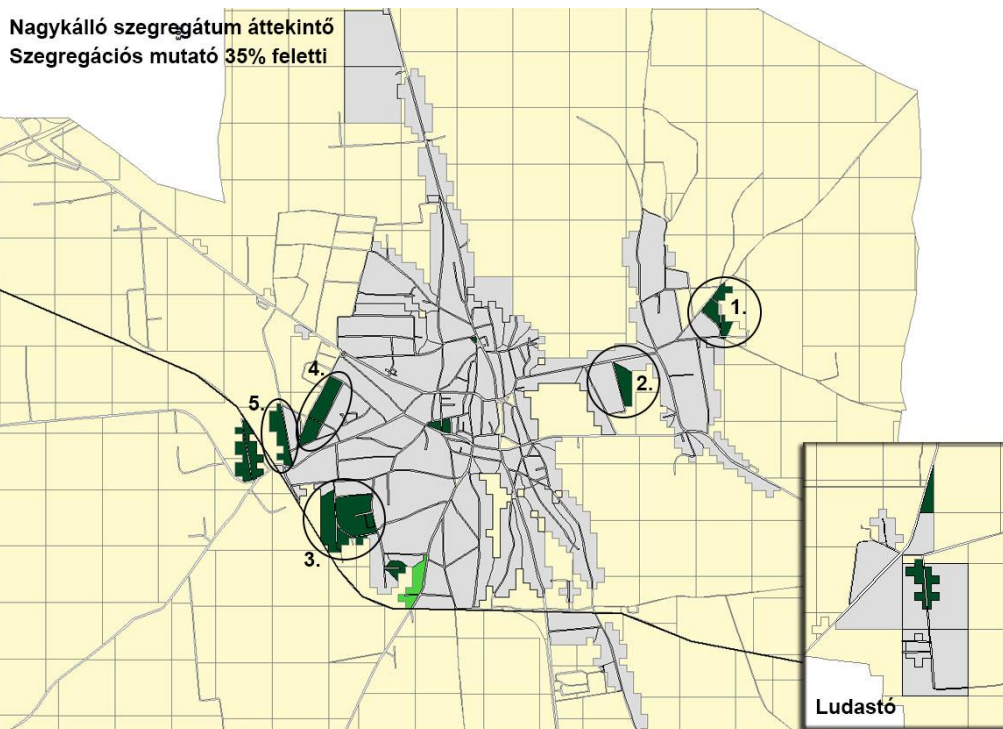 Nagykálló szegregátum áttekintő
Szegregációs mutató 35% feletti
1.
2.
4.
5.
3.
Ludastó